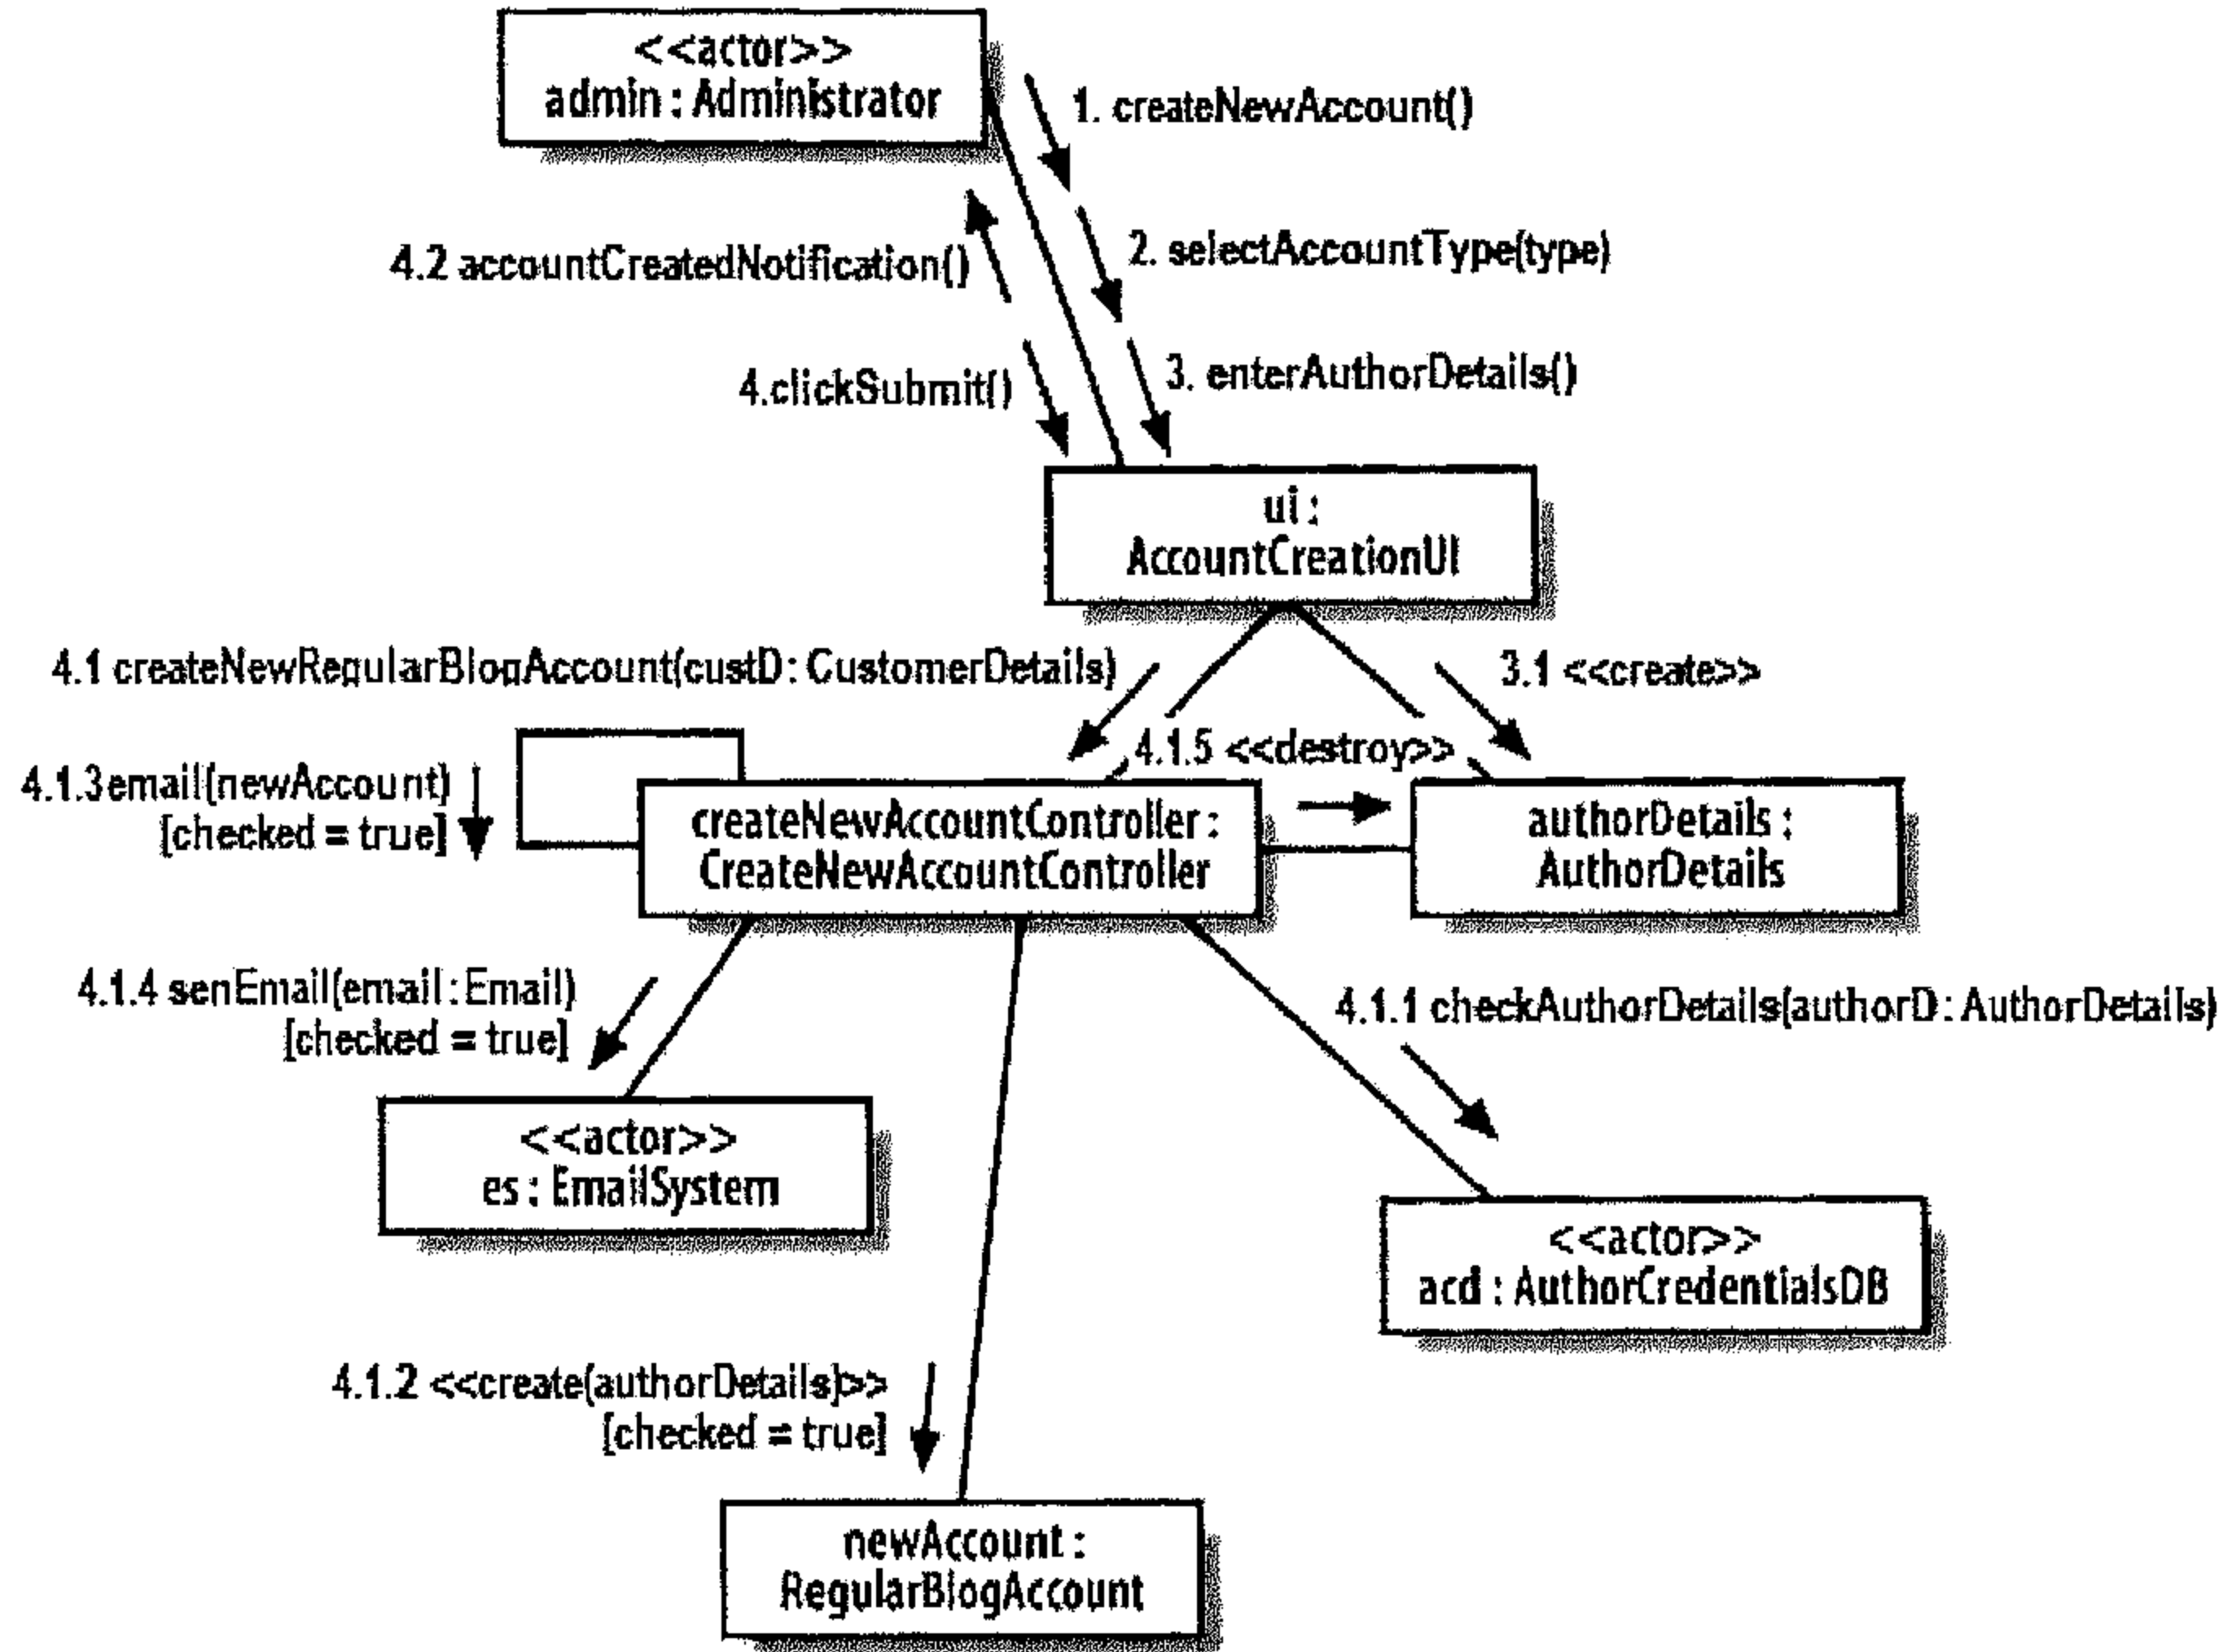 <<actor>>
admin : Administrator
1. createNewAccount()
4.2 accountCreatedNotification()
2. selectAccountType(type)
4.clickSubmit()
3. enterAuthorDetails()
ui :
AccountCreationUI
4.1 createNewRegularBlogAccount(custD : CustomerDetails)
3.1 <<create>>
4.1.5 <<destroy>>
4.1.3 email(newAccount)
[checked = true]
createNewAccountController :
CreateNewAccountController
authorDetails :
AuthorDetails
4.1.4 senEmail(email : Email)
[checked = true]
4.1.1 checkAuthorDetails(authorD : AuthorDetails)
<<actor>>
es : EmailSystem
<<actor>>
acd : AuthorCredentialsDB
4.1.2 <<create(authorDetails)>>
[checked = true]
newAccount :
RegularBlogAccount